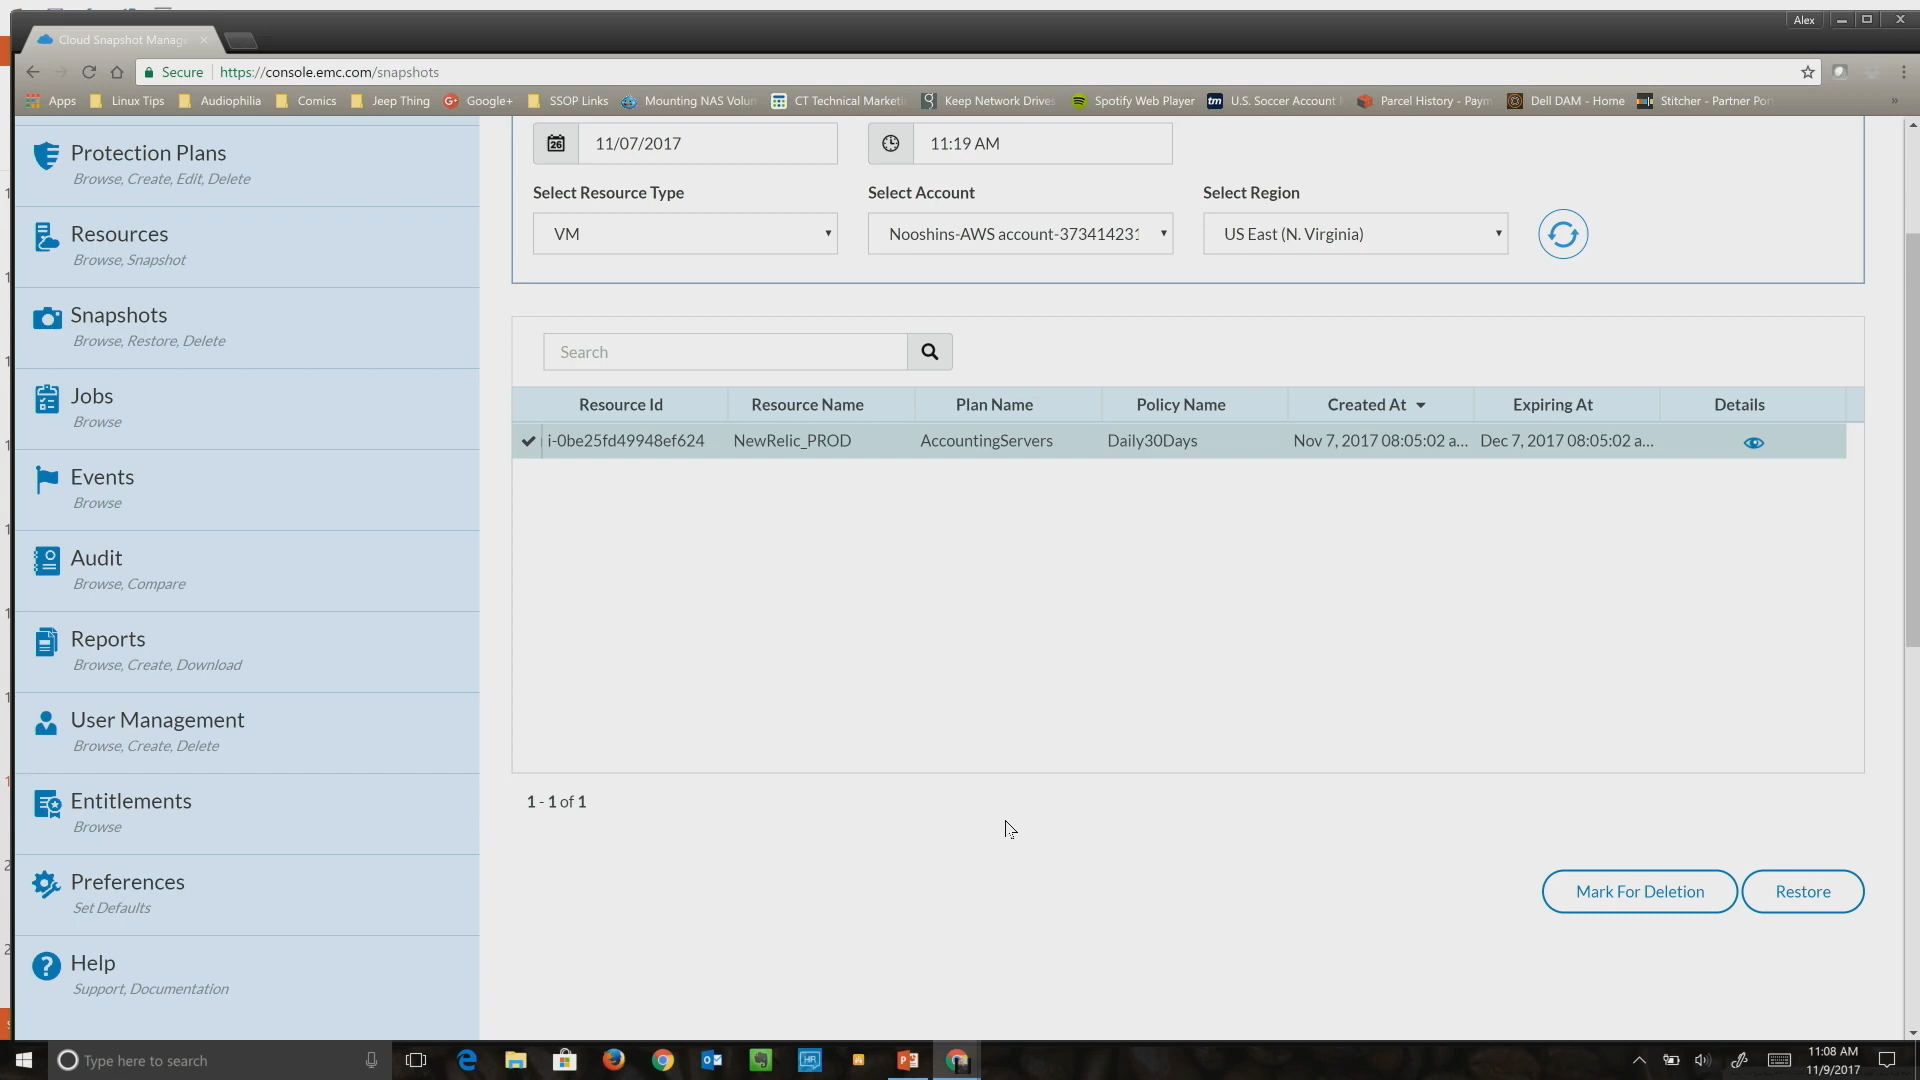 Alex
Cloud Snapshot Manag
Secure
https://console.emc.com/snapshots
Apps
Linux Tips
Audiophilia
Comics
Jeep Thing
Google+
SSOP Links
Mounting NAS Volun
CT Technical Marketi
Keep Network Drives
Spotify Web Player
U.S. Soccer Account
Parcel History - Paym
Dell DAM - Home
Stitcher - Partner Por
Protection Plans
Browse, Create, Edit, Delete
Resources
Browse, Snapshot
Snapshots
Browse, Restore, Delete
Jobs
Browse
Events
Browse
Audit
Browse, Compare
Reports
Browse, Create, Download
User Management
Browse, Create, Delete
Entitlements
Browse
Preferences
Set Defaults
Help
Support, Documentation
26
11/07/2017
11:19 AM
Select Resource Type
Select Account
Select Region
VM
Nooshins-AWS account-373414231
US East (N. Virginia)
Search
Resource Id
Resource Name
Plan Name
Policy Name
Created At
Expiring At
Details
i-0be25fd49948ef624
NewRelic_PROD
AccountingServers
Daily30Days
Nov 7, 2017 08:05:02 a...
Dec 7, 2017 08:05:02 a...
1 - 1 of 1
Mark For Deletion
Restore
Type here to search
11:08 AM
11/9/2017